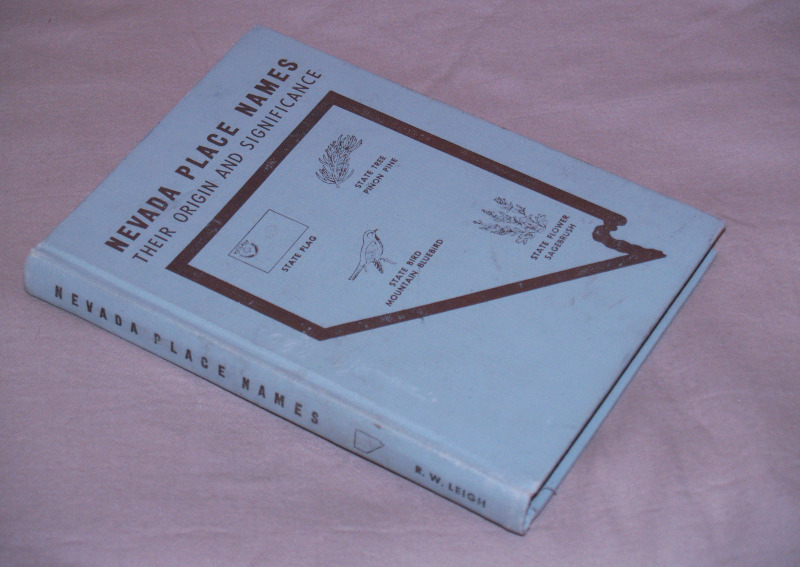 NEVADA PLACE NAMES
THEIR ORIGIN AND SIGNIFICANCE
STATE TREE
PINON PINE
STATE FLAG
STATE BIRD
MOUNTAIN BLUEBIRD
STATE FLOWER
SAGEBRUSH
NEVADA PLACE NAMES
R. W. LEIGH